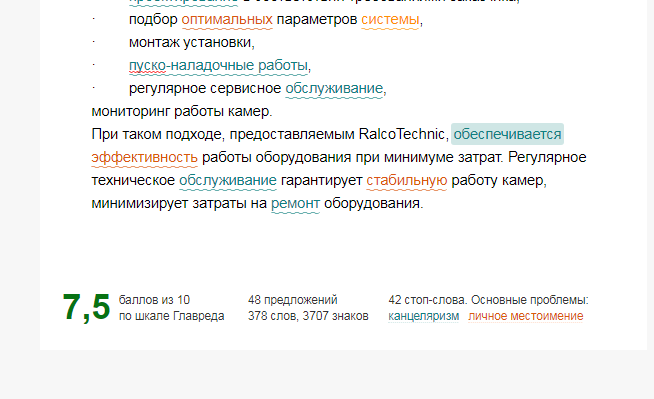 · подбор оптимальных параметров системы,
· монтаж установки,
· пуско-наладочные работы,
· регулярное сервисное обслуживание,
мониторинг работы камер.
При таком подходе, предоставляемым RalcoTechnic, обеспечивается
эффективность работы оборудования при минимуме затрат. Регулярное
техническое обслуживание гарантирует стабильную работу камер,
минимизирует затраты на ремонт оборудования.
7,5 баллов из 10
по шкале Главреда
48 предложений
378 слов, 3707 знаков
42 стоп-слова. Основные проблемы:
канцеляризм личное местоимение